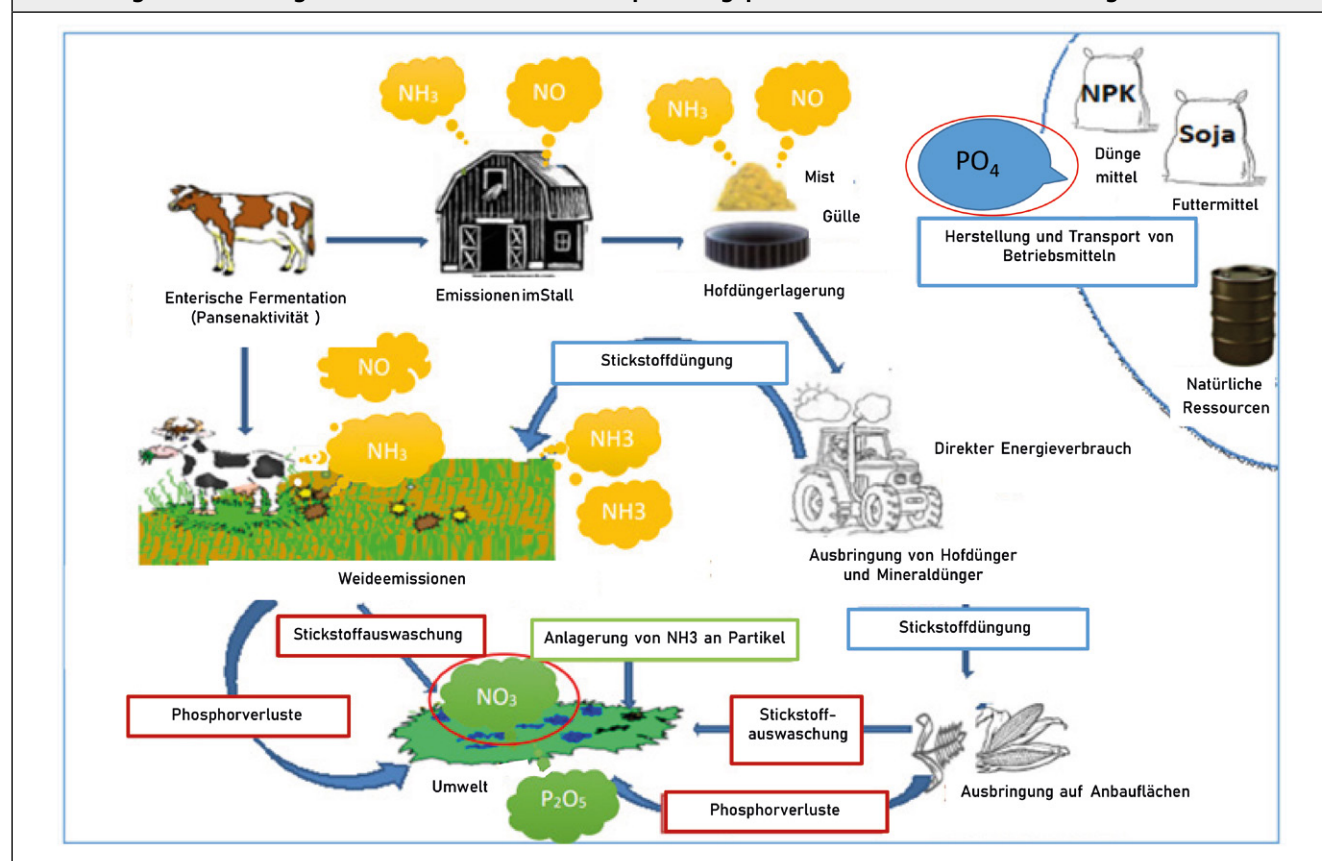 NH₃
NO
NH₃
NO
NPK
Soja
PO₄
Dünge
mittel
Mist
Futtermittel
Gülle
Herstellung und Transport von
Betriebsmitteln
Enterische Fermentation
(Pansenaktivität )
Emissionen imStall
Hofdüngerlagerung
Stickstoffdüngung
NO
Natürliche
Ressourcen
NH₃
NH3
Direkter Energieverbrauch
NH3
Weideemissionen
Ausbringung von Hofdünger
und Mineraldünger
Stickstoffauswaschung
Anlagerung von NH3 an Partikel
Stickstoffdüngung
NO₃
Phosphorverluste
Stickstoff-
auswaschung
Umwelt
P₂O₅
Phosphorverluste
Ausbringung auf Anbauflächen